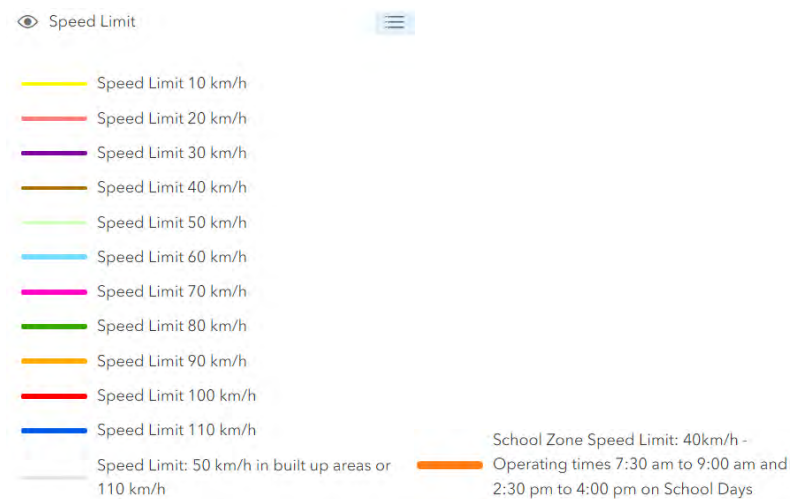 Speed Limit
Speed Limit 10 km/h
Speed Limit 20 km/h
Speed Limit 30 km/h
Speed Limit 40 km/h
Speed Limit 50 km/h
Speed Limit 60 km/h
Speed Limit 70 km/h
Speed Limit 80 km/h
Speed Limit 90 km/h
Speed Limit 100 km/h
Speed Limit 110 km/h
Speed Limit: 50 km/h in built up areas or
110 km/h
School Zone Speed Limit: 40km/h -
Operating times 7:30 am to 9:00 am and
2:30 pm to 4:00 pm on School Days